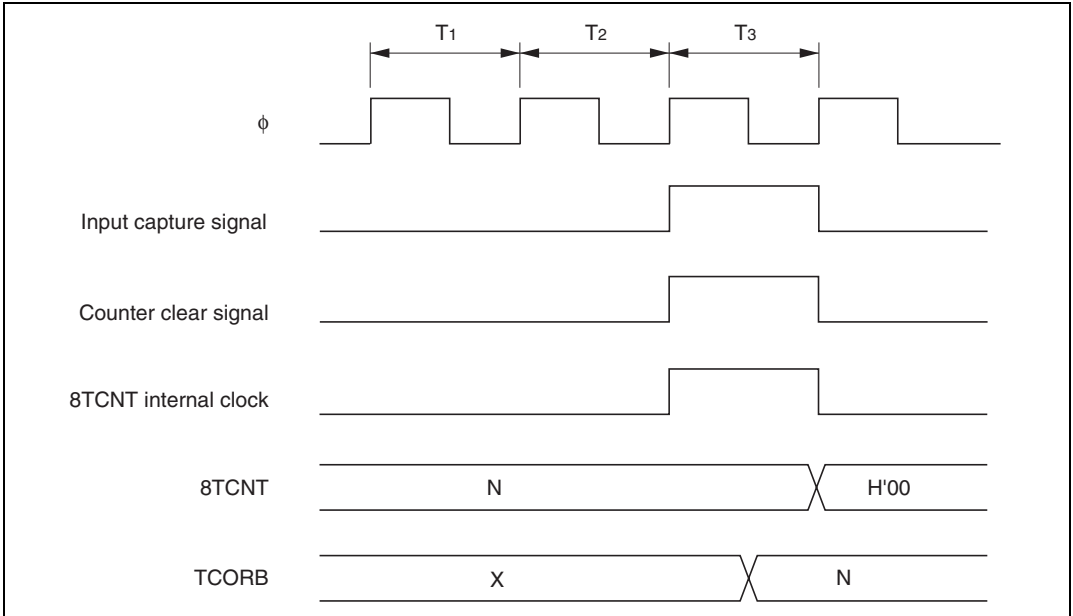 T1 T2 T3
φ
Input capture signal
Counter clear signal
8TCNT internal clock
8TCNT N H'00
TCORB X N